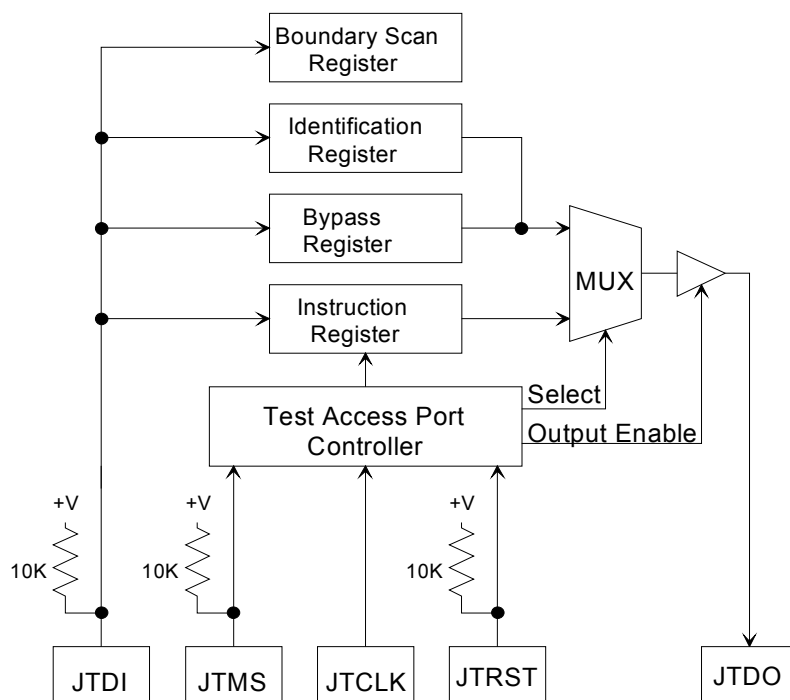 Boundary Scan
Register
Identification
Register
Bypass
Register
Instruction
Register
MUX
Select
Test Access Port
Controller
Output Enable
+V
+V
+V
10K
10K
10K
JTDI
JTMS
JTCLK
JTRST
JTDO